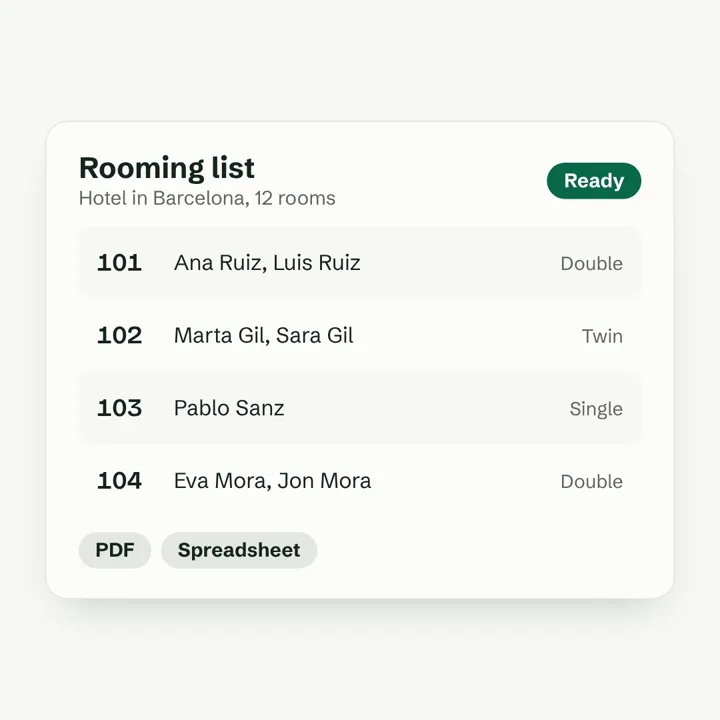 Rooming list
Hotel in Barcelona, 12 rooms
Ready
101 Ana Ruiz, Luis Ruiz Double
102 Marta Gil, Sara Gil Twin
103 Pablo Sanz Single
104 Eva Mora, Jon Mora Double
PDF Spreadsheet